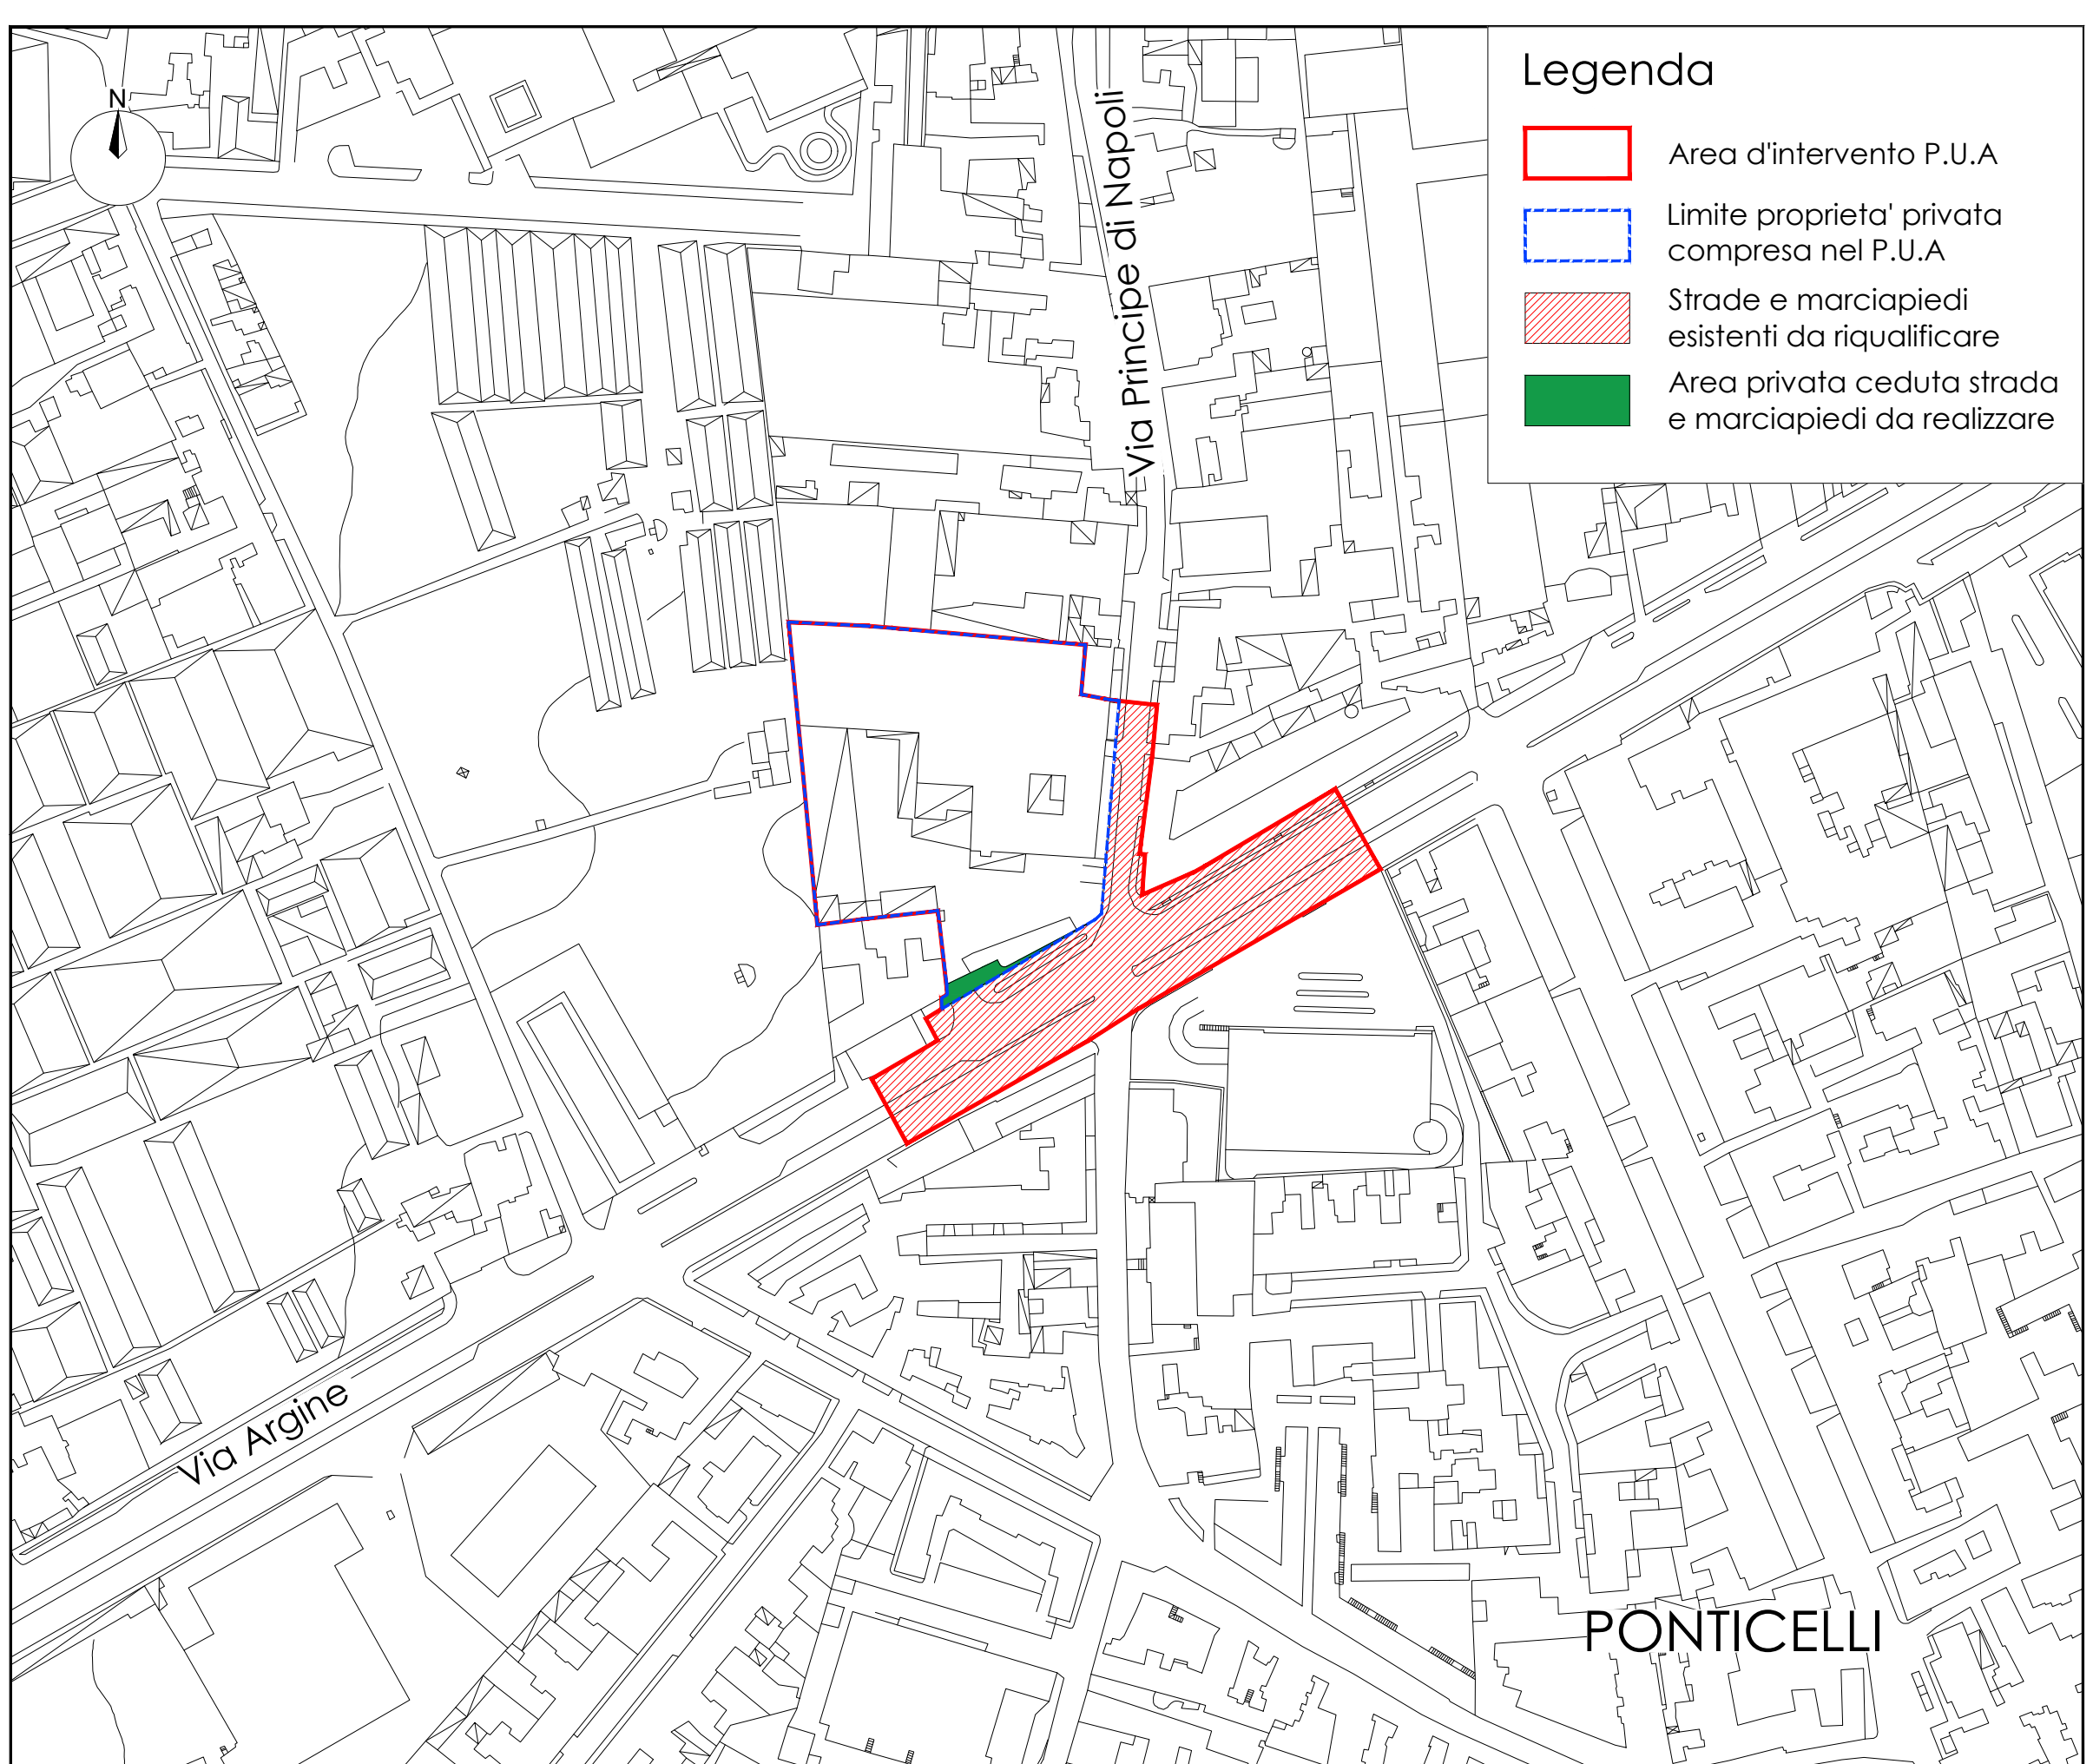 N
Via Principe di Napoli
Legenda
Area d'intervento P.U.A
Limite proprieta' privata
compresa nel P.U.A
Strade e marciapiedi
esistenti da riqualificare
Area privata ceduta strada
e marciapiedi da realizzare
Via Argine
PONTICELLI